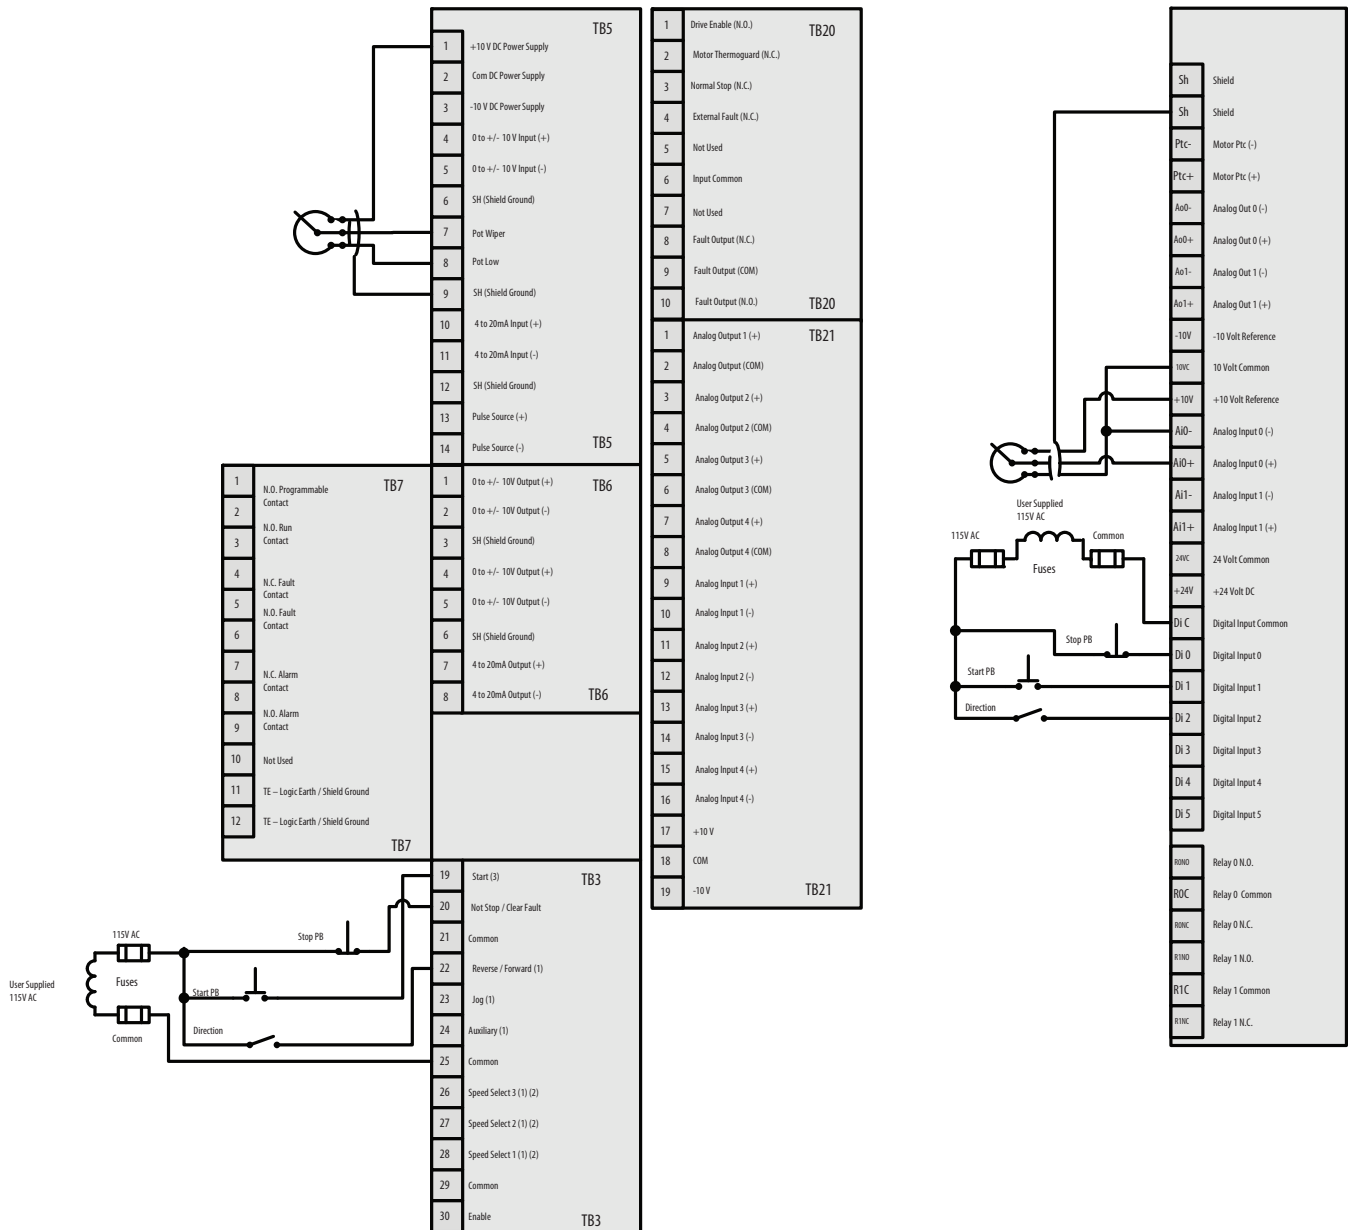 TB5
1 +10 V DC Power Supply
2 Com DC Power Supply
3 -10 V DC Power Supply
4 0 to +/- 10 V Input (+)
5 0 to +/- 10 V Input (-)
6 SH (Shield Ground)
7 Pot Wiper
8 Pot Low
9 SH (Shield Ground)
10 4 to 20mA Input (+)
11 4 to 20mA Input (-)
12 SH (Shield Ground)
13 Pulse Source (+)
14 Pulse Source (-)
TB5
TB7
1
N.O. Programmable
Contact
2
N.O. Run
Contact
3
4
N.C. Fault
Contact
5
N.O. Fault
Contact
6
7
N.C. Alarm
Contact
8
N.O. Alarm
Contact
9
10 Not Used
11 TE – Logic Earth / Shield Ground
12 TE – Logic Earth / Shield Ground
TB7
TB6
1 0 to +/- 10V Output (+)
2 0 to +/- 10V Output (-)
3 SH (Shield Ground)
4 0 to +/- 10V Output (+)
5 0 to +/- 10V Output (-)
6 SH (Shield Ground)
7 4 to 20mA Output (+)
8 4 to 20mA Output (-)
TB6
TB3
19 Start (3)
20 Not Stop / Clear Fault
21 Common
22 Reverse / Forward (1)
23 Jog (1)
24 Auxiliary (1)
25 Common
26 Speed Select 3 (1) (2)
27 Speed Select 2 (1) (2)
28 Speed Select 1 (1) (2)
29 Common
30 Enable
TB3
115V AC
Stop PB
User Supplied
115V AC
Fuses
Start PB
Common
Direction
TB20
1 Drive Enable (N.O.)
2 Motor Thermoguard (N.C.)
3 Normal Stop (N.C.)
4 External Fault (N.C.)
5 Not Used
6 Input Common
7 Not Used
8 Fault Output (N.C.)
9 Fault Output (COM)
10 Fault Output (N.O.)
TB20
TB21
1 Analog Output 1 (+)
2 Analog Output (COM)
3 Analog Output 2 (+)
4 Analog Output 2 (COM)
5 Analog Output 3 (+)
6 Analog Output 3 (COM)
7 Analog Output 4 (+)
8 Analog Output 4 (COM)
9 Analog Input 1 (+)
10 Analog Input 1 (-)
11 Analog Input 2 (+)
12 Analog Input 2 (-)
13 Analog Input 3 (+)
14 Analog Input 3 (-)
15 Analog Input 4 (+)
16 Analog Input 4 (-)
17 +10 V
18 COM
19 -10 V
TB21
Sh Shield
Sh Shield
Ptc- Motor Ptc (-)
Ptc+ Motor Ptc (+)
Ao0- Analog Out 0 (-)
Ao0+ Analog Out 0 (+)
Ao1- Analog Out 1 (-)
Ao1+ Analog Out 1 (+)
-10V -10 Volt Reference
10VC 10 Volt Common
+10V +10 Volt Reference
Ai0- Analog Input 0 (-)
Ai0+ Analog Input 0 (+)
Ai1- Analog Input 1 (-)
Ai1+ Analog Input 1 (+)
24VC 24 Volt Common
+24V +24 Volt DC
Di C Digital Input Common
Di 0 Digital Input 0
Di 1 Digital Input 1
Di 2 Digital Input 2
Di 3 Digital Input 3
Di 4 Digital Input 4
Di 5 Digital Input 5
R0NO Relay 0 N.O.
R0C Relay 0 Common
R0NC Relay 0 N.C.
R1NO Relay 1 N.O.
R1C Relay 1 Common
R1NC Relay 1 N.C.
User Supplied
115V AC
115V AC
Common
Fuses
Stop PB
Start PB
Direction